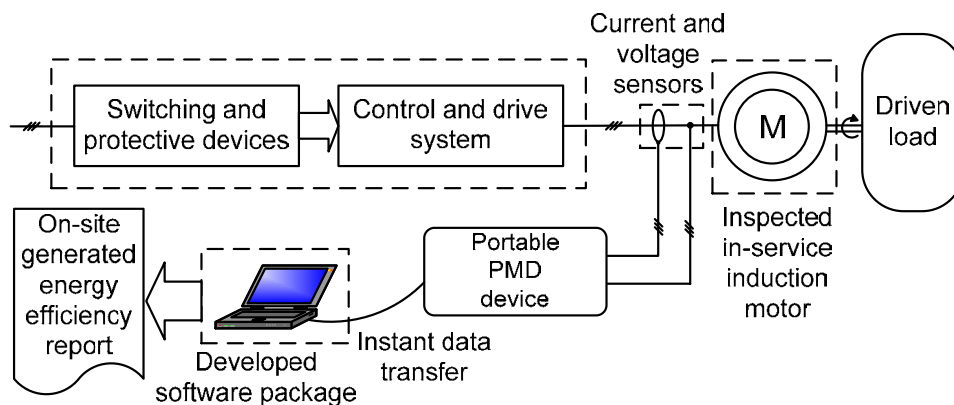 Current and
voltage
sensors
Switching and
protective devices
Control and drive
system
M
Driven
load
Inspected
in-service
induction
motor
Portable
PMD
device
On-site
generated
energy
efficiency
report
Developed
software package
Instant data
transfer